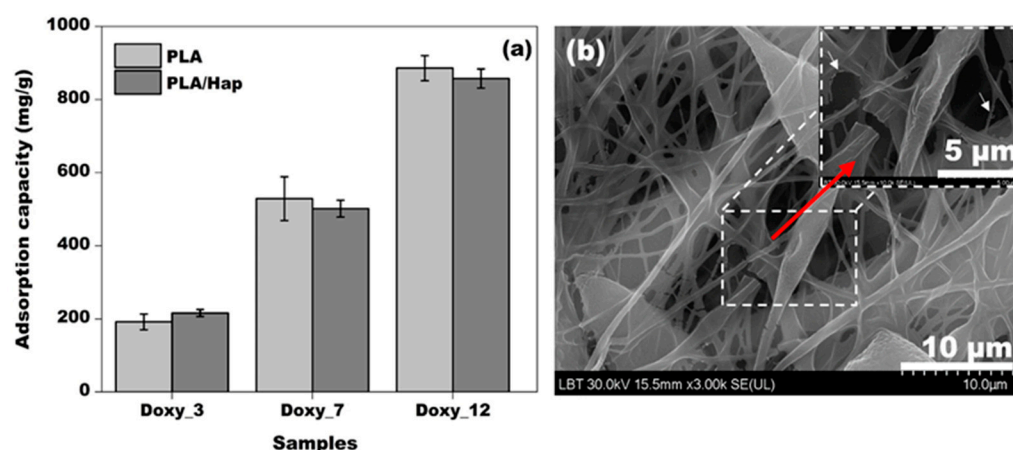 1000
800
600
400
200
0
Adsorption capacity (mg/g)
PLA
PLA/Hap
(a)
Doxy_3
Doxy_7
Doxy_12
Samples
(b)
5 µm
10 µm
LBT 30.0kV 15.5mm x3.00k SE(UL)
10.0µm